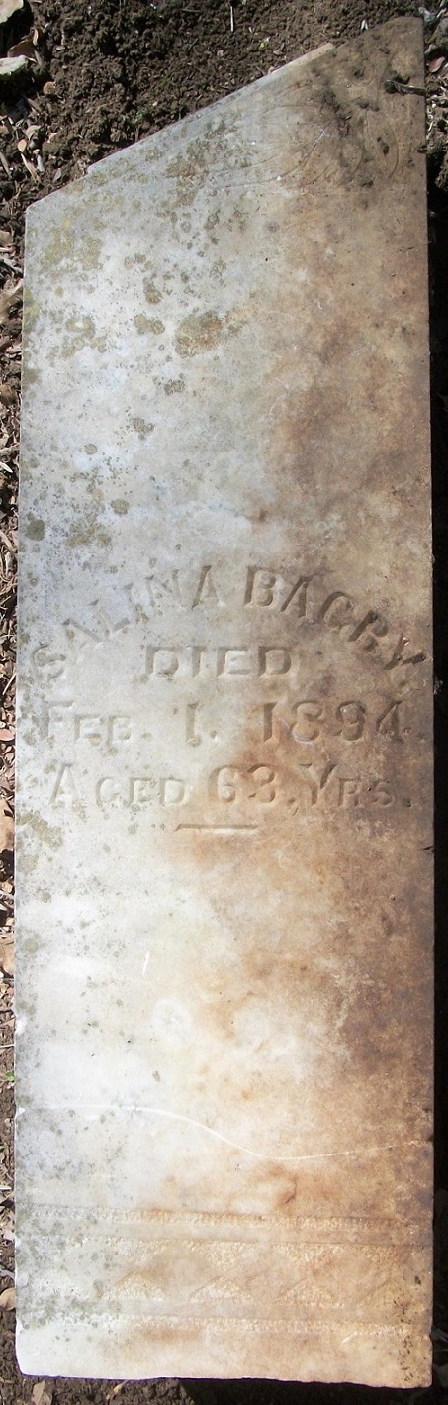 SALINA BAGBY
DIED
FEB. 1. 1894.
AGED 63. YRS.